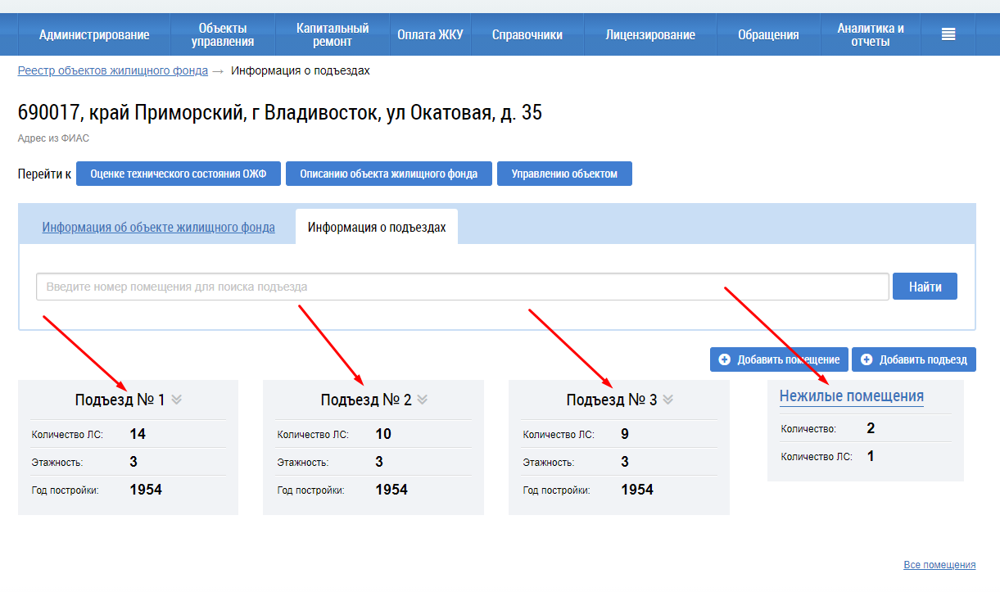 Администрирование
Объекты управления
Капитальный ремонт
Оплата ЖКУ
Справочники
Лицензирование
Обращения
Аналитика и отчеты
Реестр объектов жилищного фонда → Информация о подъездах
690017, край Приморский, г Владивосток, ул Окатовая, д. 35
Адрес из ФИАС
Перейти к Оценке технического состояния ОЖФ Описанию объекта жилищного фонда Управлению объектом
Информация об объекте жилищного фонда Информация о подъездах
Введите номер помещения для поиска подъезда Найти
Добавить помещение Добавить подъезд
Подъезд № 1
Количество ЛС: 14
Этажность: 3
Год постройки: 1954
Подъезд № 2
Количество ЛС: 10
Этажность: 3
Год постройки: 1954
Подъезд № 3
Количество ЛС: 9
Этажность: 3
Год постройки: 1954
Нежилые помещения
Количество: 2
Количество ЛС: 1
Все помещения